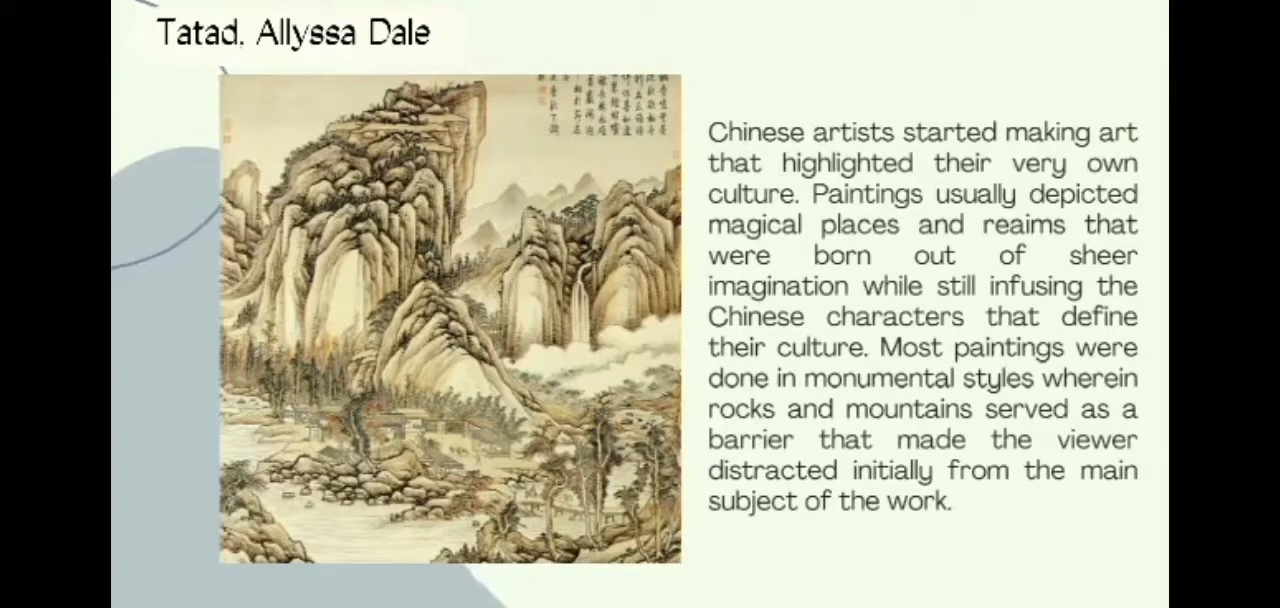 Tatad, Allyssa Dale
Chinese artists started making art
that highlighted their very own
culture. Paintings usually depicted
magical places and reaims that
were born out of sheer
imagination while still infusing the
Chinese characters that define
their culture. Most paintings were
done in monumental styles wherein
rocks and mountains served as a
barrier that made the viewer
distracted initially from the main
subject of the work.